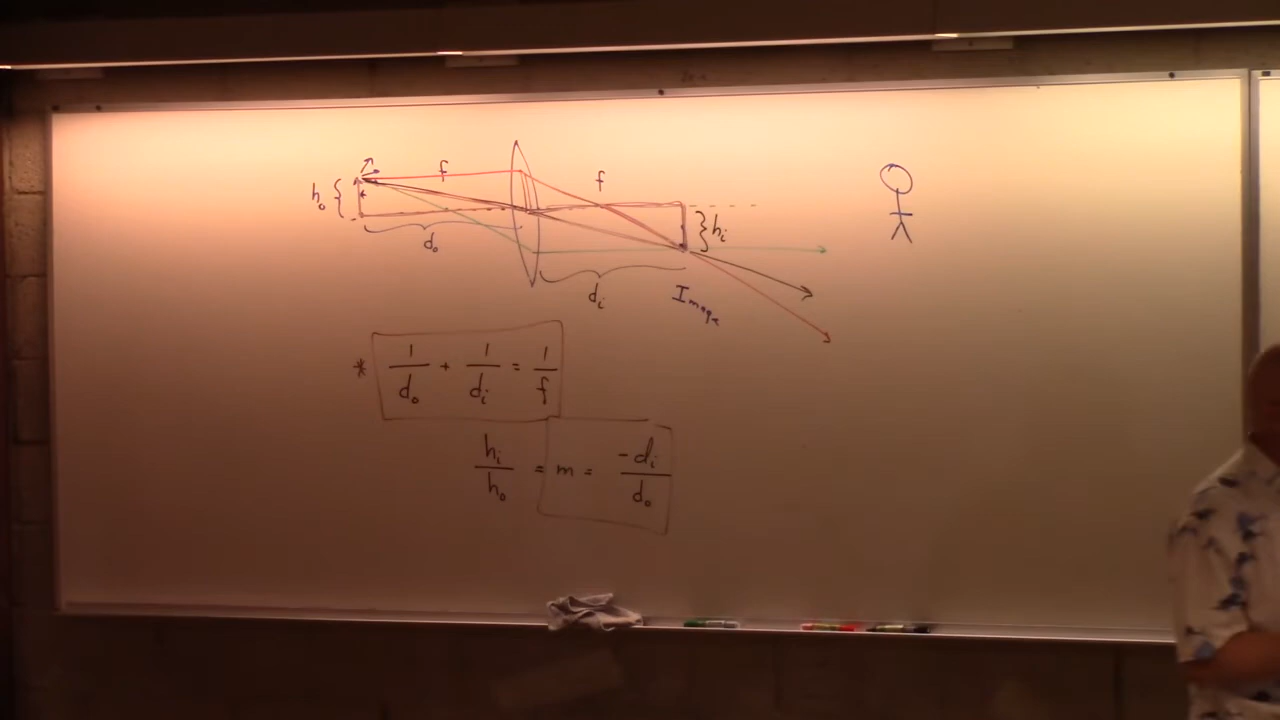 f
f
h₀ {
} hᵢ
d₀
dᵢ
Image
* 1/d₀ + 1/dᵢ = 1/f
hᵢ/h₀ = m = -dᵢ/d₀